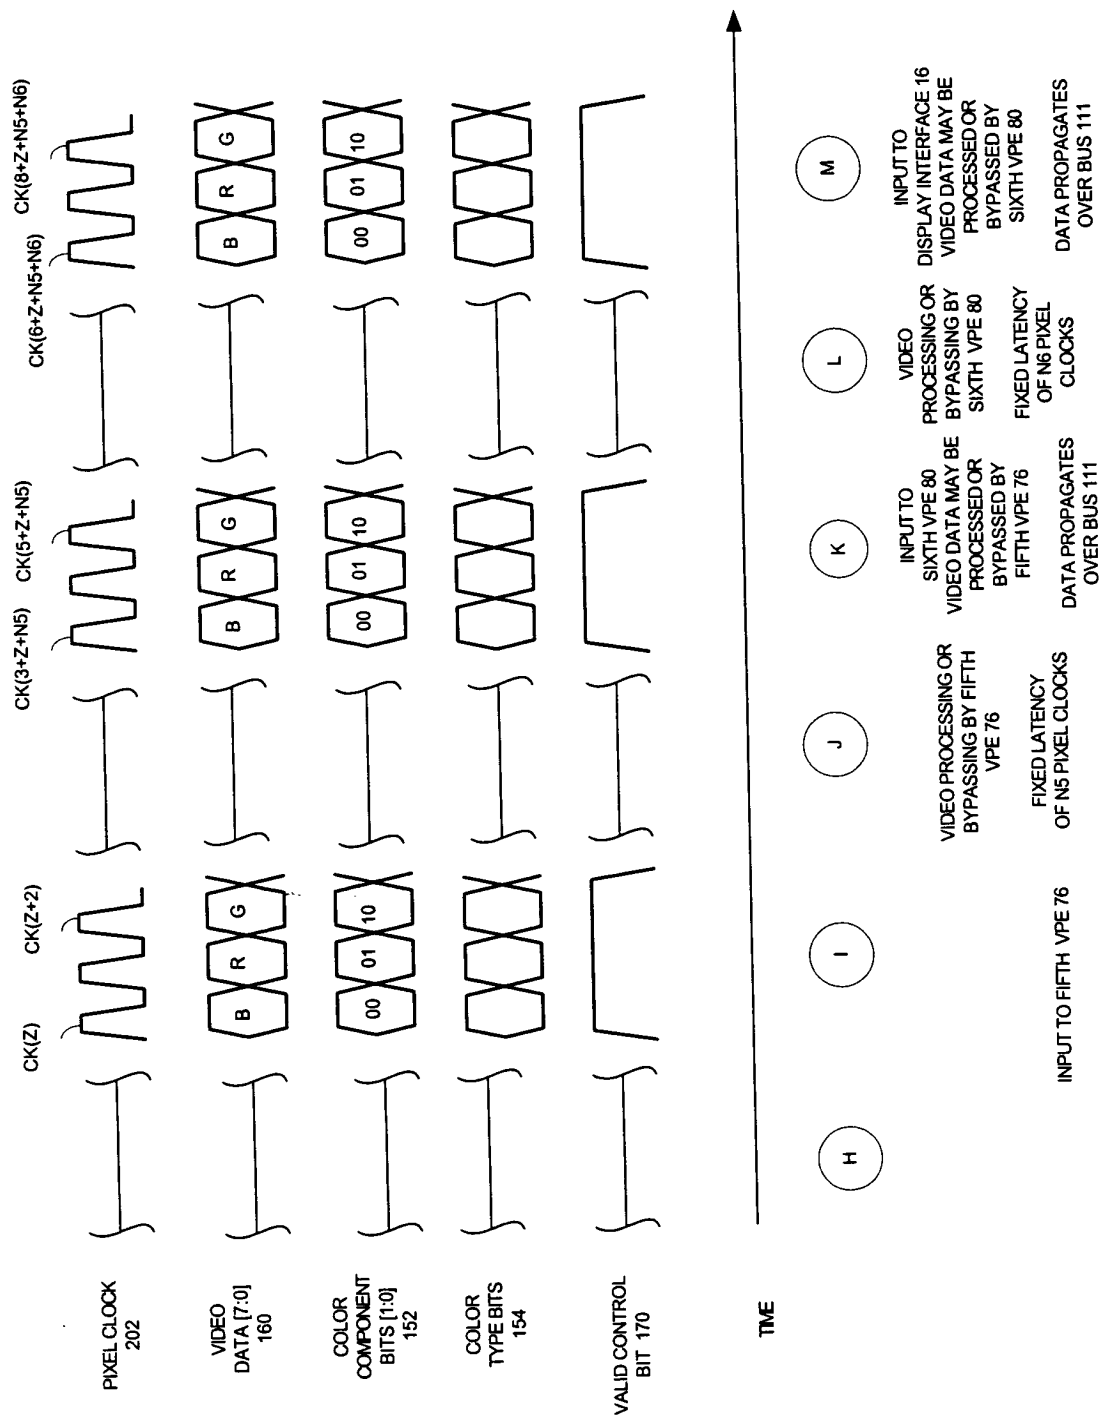 CK(Z)
CK(Z+2)
CK(3+Z+N5)
CK(5+Z+N5)
CK(6+Z+N5+N6)
CK(8+Z+N5+N6)
PIXEL CLOCK
202
VIDEO
DATA [7:0]
160
B
R
G
B
R
G
B
R
G
COLOR
COMPONENT
BITS [1:0]
152
00
01
10
00
01
10
00
01
10
COLOR
TYPE BITS
154
VALID CONTROL
BIT 170
TIME
H
I
J
K
L
M
INPUT TO FIFTH VPE 76
VIDEO PROCESSING OR
BYPASSING BY FIFTH
VPE 76
FIXED LATENCY
OF N5 PIXEL CLOCKS
INPUT TO
SIXTH VPE 80
VIDEO DATA MAY BE
PROCESSED OR
BYPASSED BY
FIFTH VPE 76
DATA PROPAGATES
OVER BUS 111
VIDEO
PROCESSING OR
BYPASSING BY
SIXTH VPE 80
FIXED LATENCY
OF N6 PIXEL
CLOCKS
INPUT TO
DISPLAY INTERFACE 16
VIDEO DATA MAY BE
PROCESSED OR
BYPASSED BY
SIXTH VPE 80
DATA PROPAGATES
OVER BUS 111